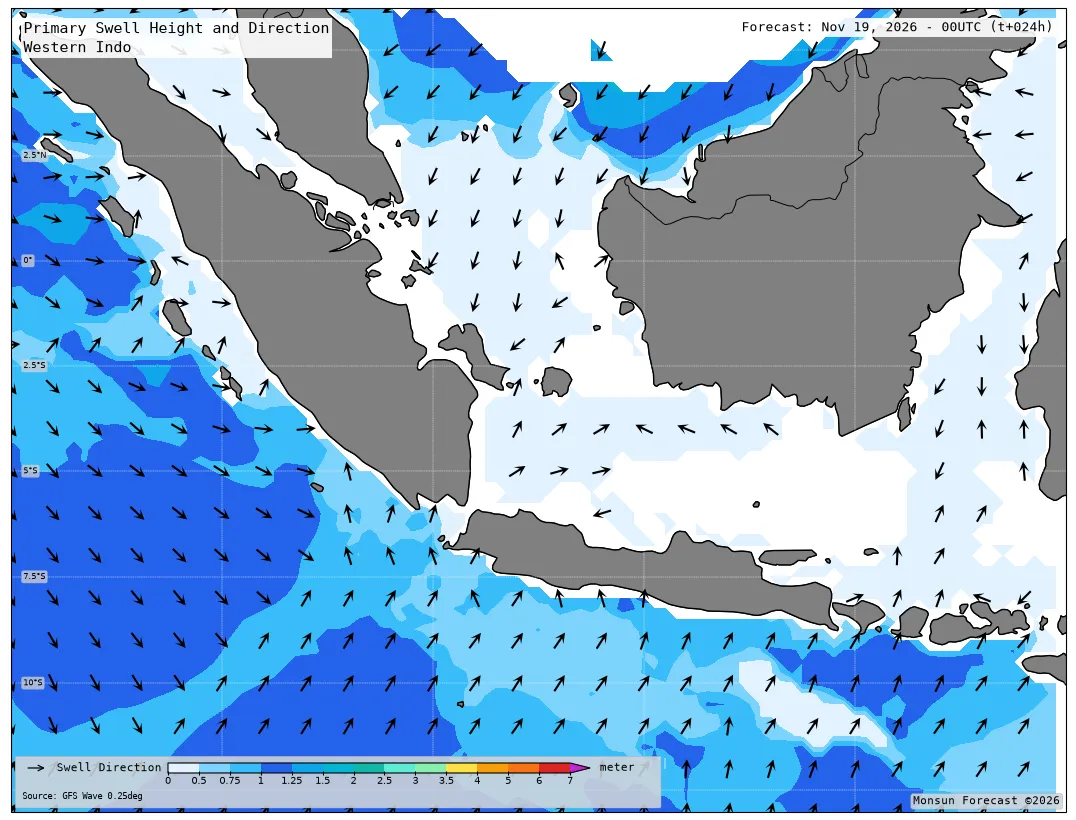 Primary Swell Height and Direction
Western Indo
Forecast: Nov 19, 2026 - 00UTC (t+024h)
2.5°N
0°
2.5°S
5°S
7.5°S
10°S
Swell Direction
meter
0 0.5 0.75 1 1.25 1.5 2 2.5 3 3.5 4 5 6 7
Source: GFS Wave 0.25deg
Monsun Forecast ©2026